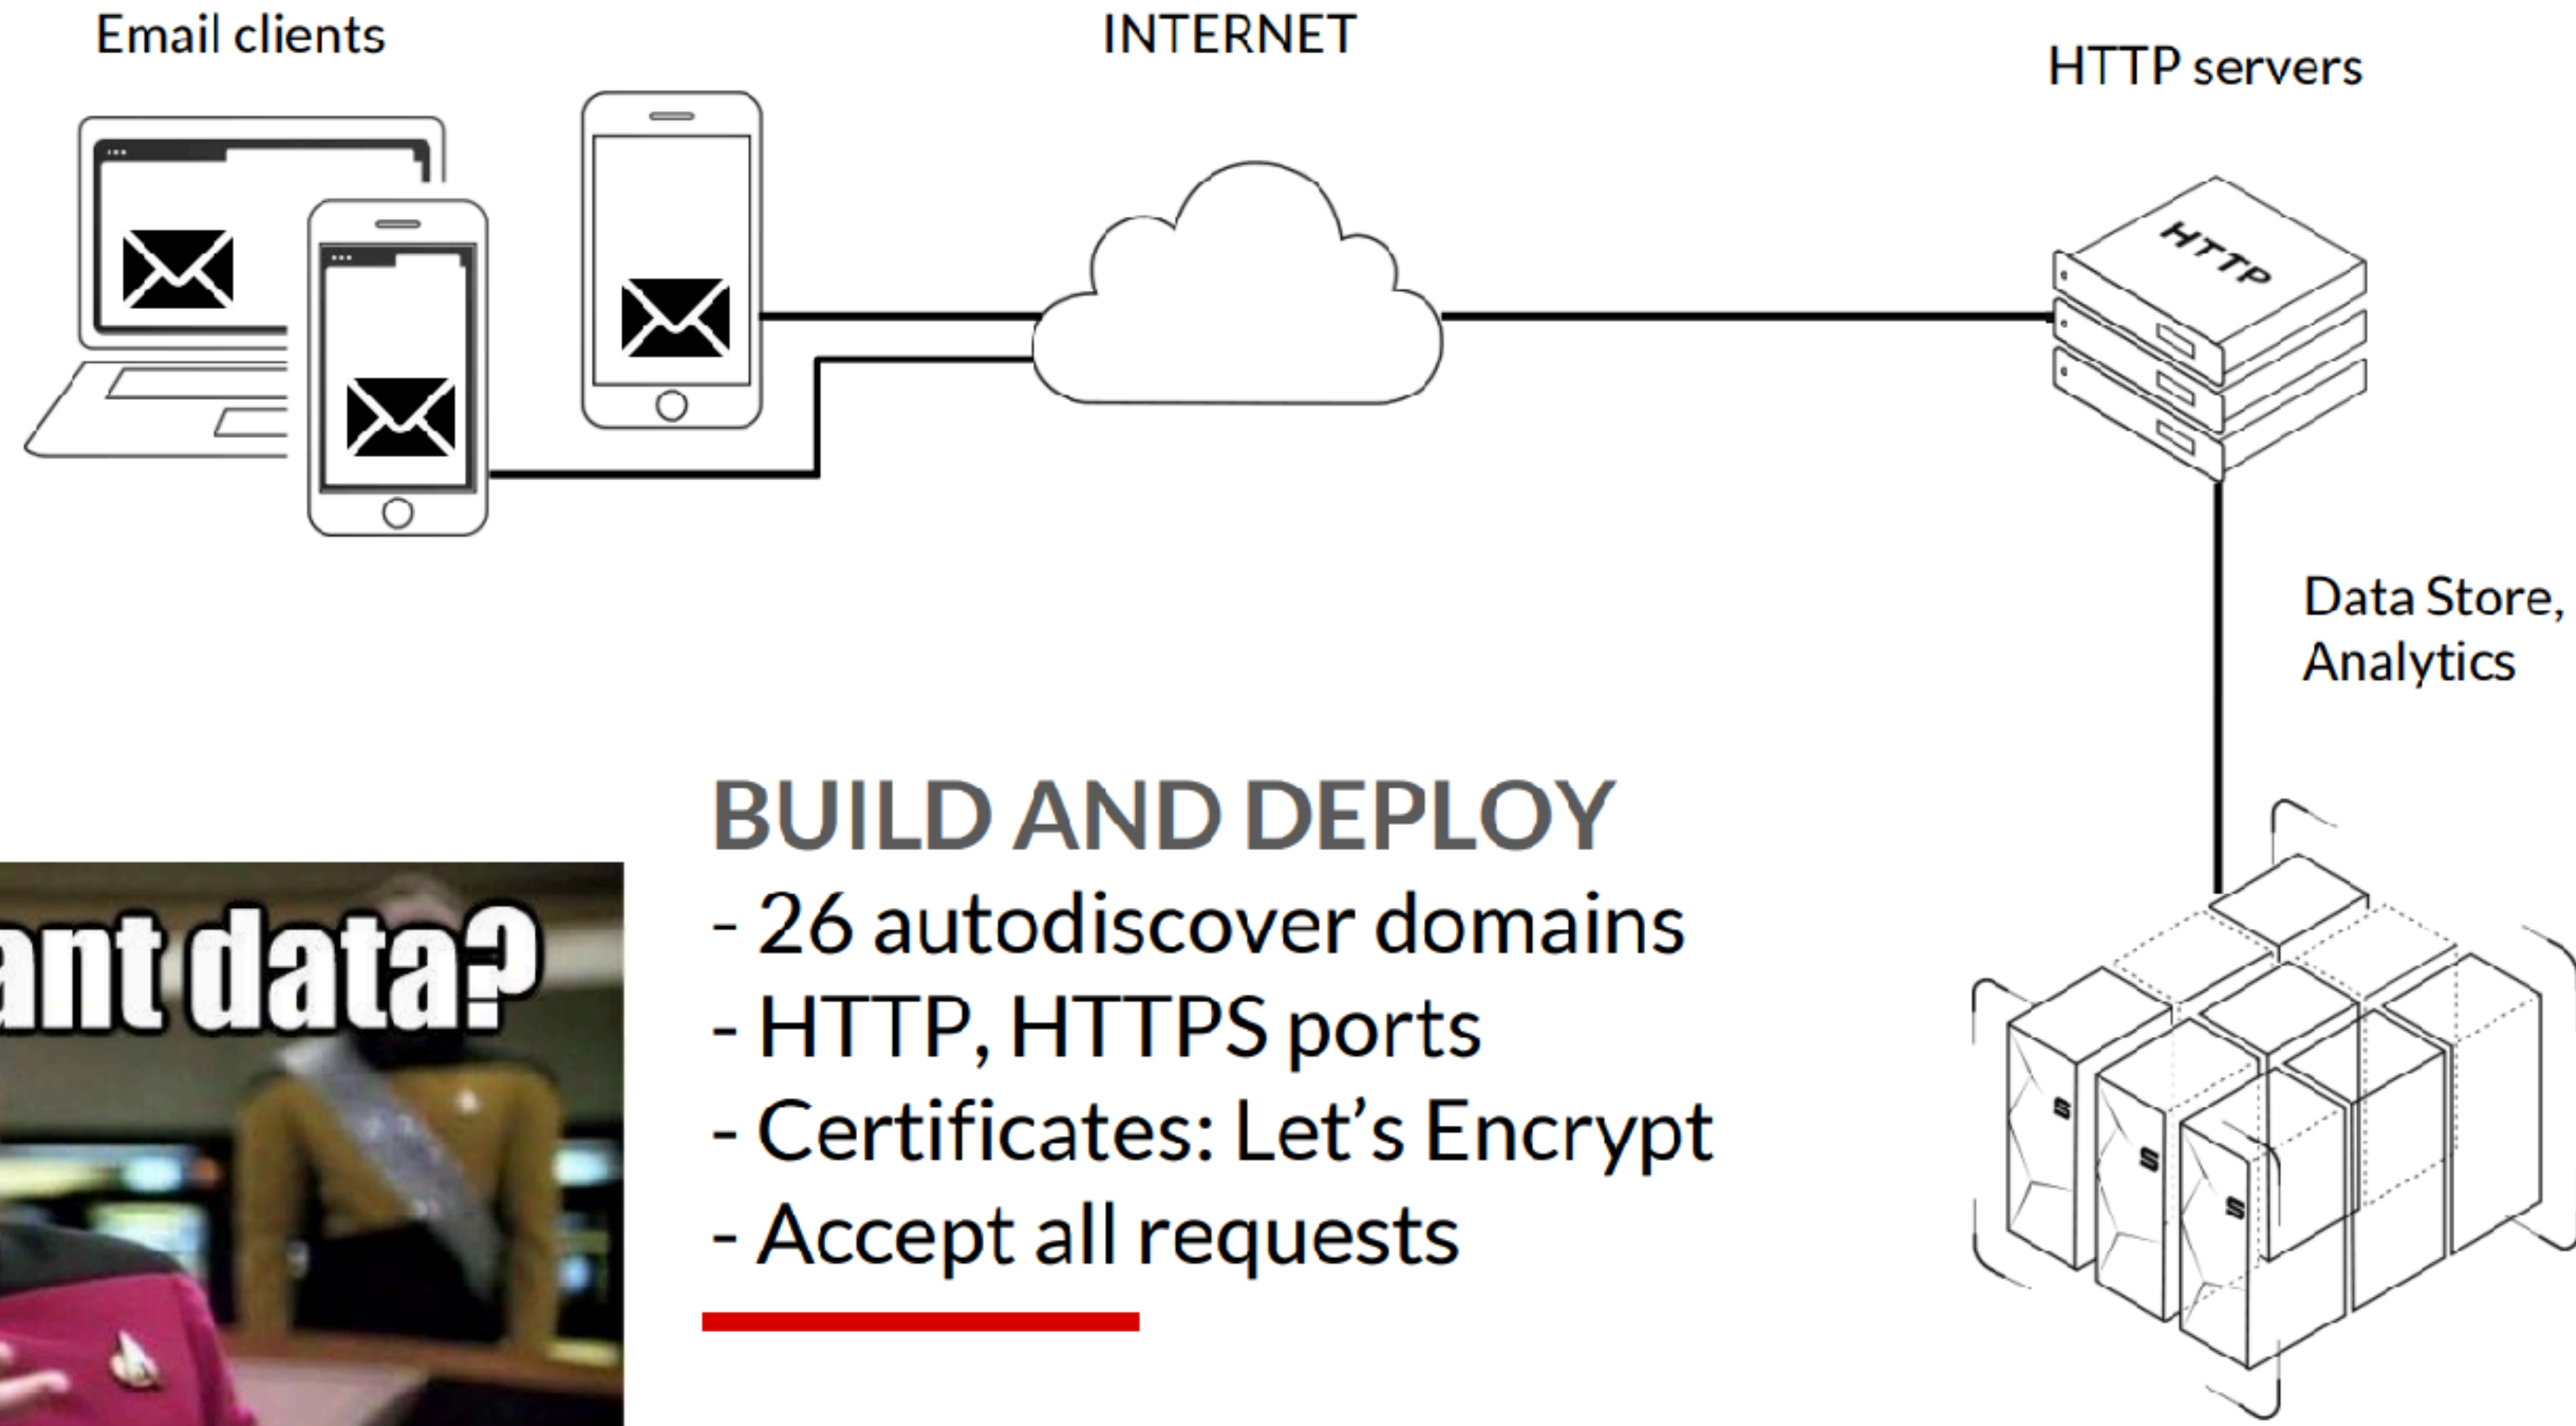 Email clients
INTERNET
HTTP servers
HTTP
Data Store,
Analytics
BUILD AND DEPLOY
- 26 autodiscover domains
- HTTP, HTTPS ports
- Certificates: Let’s Encrypt
- Accept all requests
data?